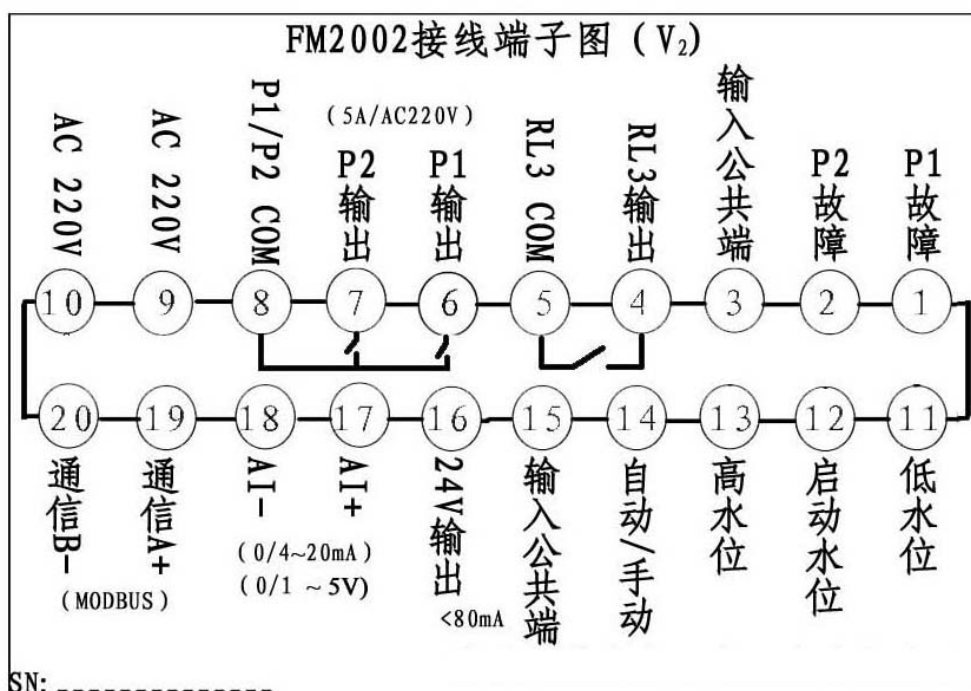 FM2002接线端子图 (V₂)
AC 220V
AC 220V
P1/P2 COM
(5A/AC220V)
P2输出
P1输出
RL3 COM
RL3输出
输入公共端
P2故障
P1故障
10 9 8 7 6 5 4 3 2 1
20 19 18 17 16 15 14 13 12 11
通信B-
通信A+
(MODBUS)
AI-
AI+
(0/4~20mA)
(0/1 ~ 5V)
24V输出
<80mA
输入公共端
自动/手动
高水位
启动水位
低水位
SN: _______________